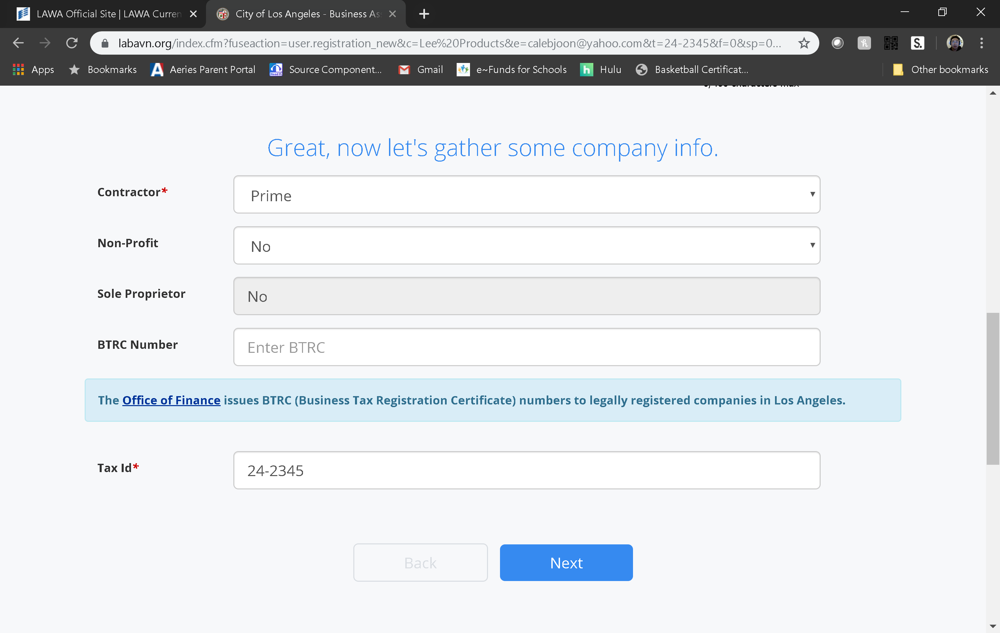 LAWA Official Site | LAWA Curren
City of Los Angeles - Business As
labavn.org/index.cfm?fuseaction=user.registration_new&c=Lee%20Products&e=calebjoon@yahoo.com&t=24-2345&f=0&sp=0...
S.
Apps
Bookmarks
Aeries Parent Portal
Source Component...
Gmail
e~Funds for Schools
Hulu
Basketball Certificat...
Other bookmarks
Great, now let's gather some company info.
Contractor*
Prime
Non-Profit
No
Sole Proprietor
No
BTRC Number
Enter BTRC
The Office of Finance issues BTRC (Business Tax Registration Certificate) numbers to legally registered companies in Los Angeles.
Tax Id*
24-2345
Back
Next